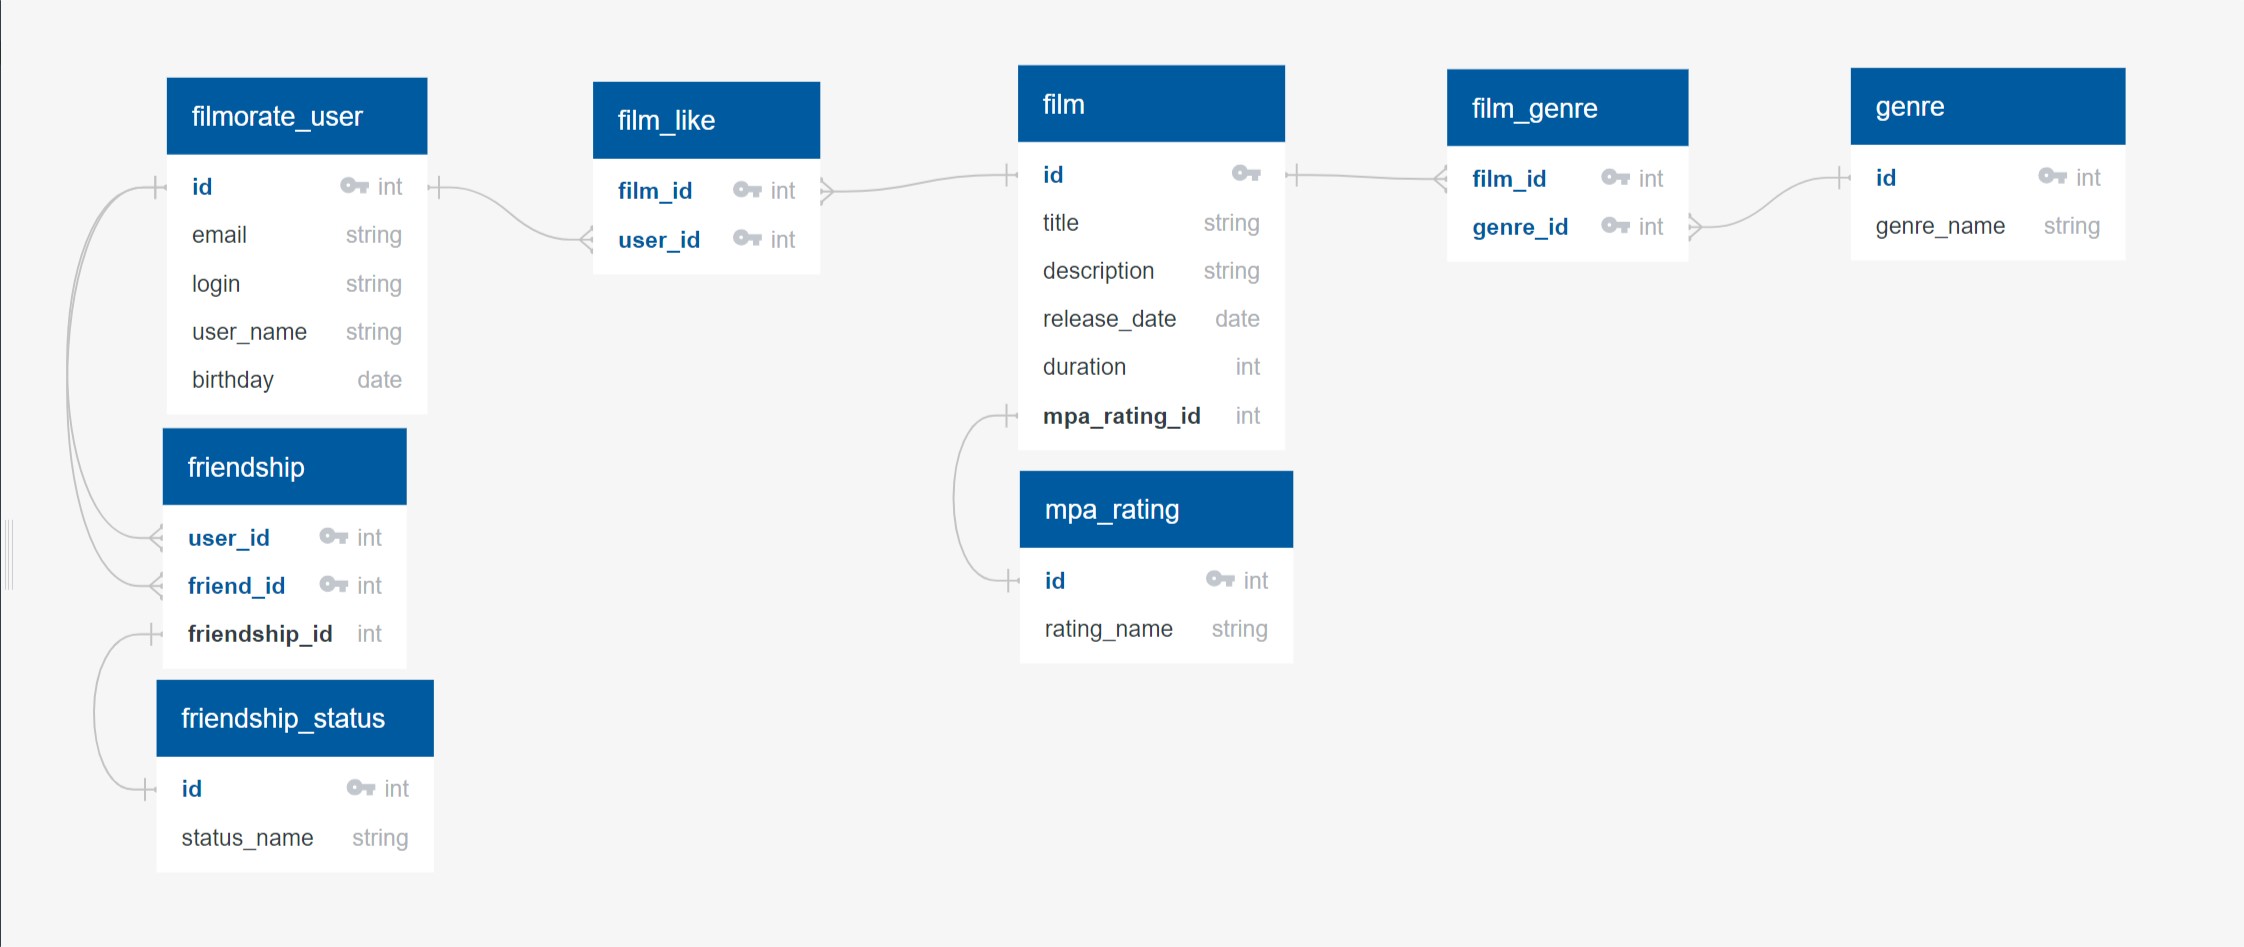 filmorate_user
id int
email string
login string
user_name string
birthday date
friendship
user_id int
friend_id int
friendship_id int
friendship_status
id int
status_name string
film_like
film_id int
user_id int
film
id
title string
description string
release_date date
duration int
mpa_rating_id int
mpa_rating
id int
rating_name string
film_genre
film_id int
genre_id int
genre
id int
genre_name string